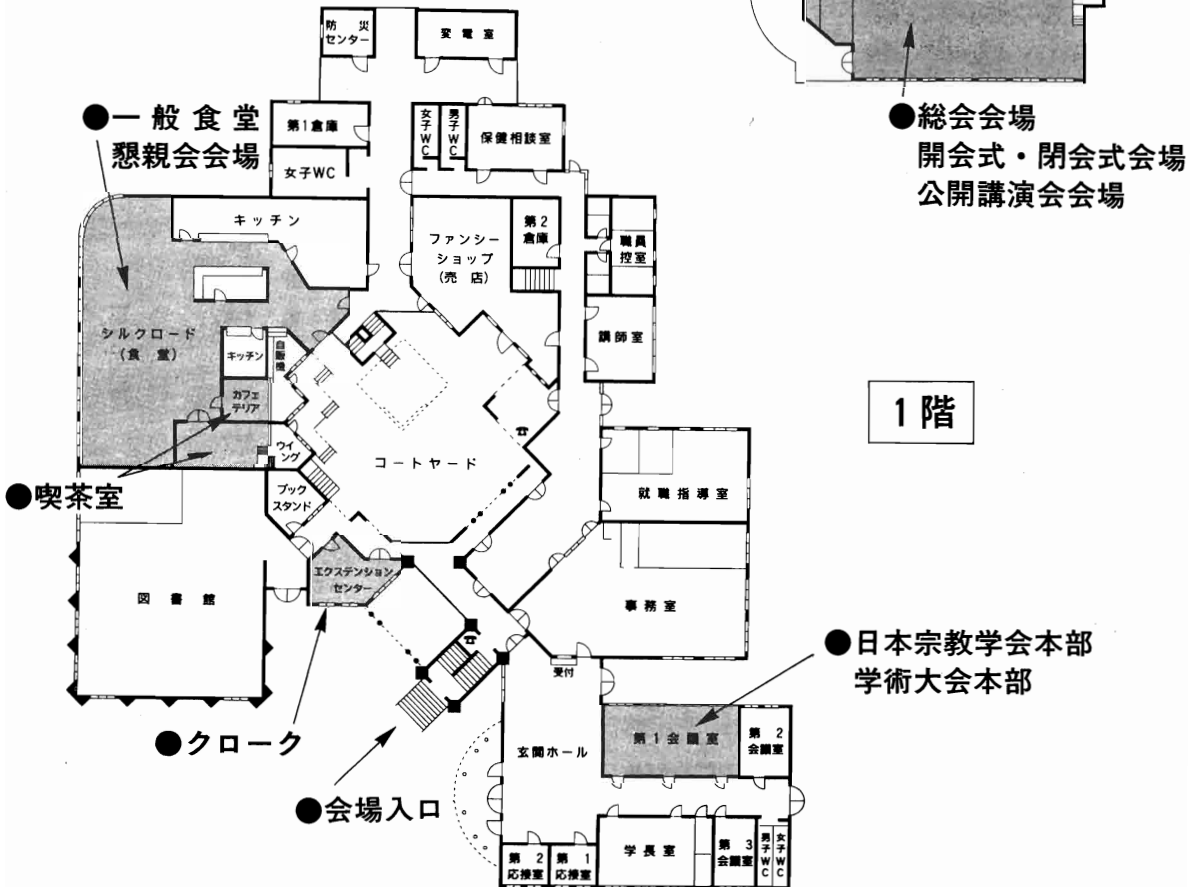 防災
センター
変電室
●一般食堂
懇親会会場
第1倉庫
女子WC
女子WC
男子WC
保健相談室
●総会会場
開会式・閉会式会場
公開講演会会場
キッチン
ファンシー
ショップ
(売店)
第2
倉庫
職員
控室
シルクロード
(食堂)
キッチン
自販機
講師室
カフェ
テリア
1階
ウイ
ング
コートヤード
●喫茶室
ブック
スタンド
就職指導室
エクステンション
センター
図書館
事務室
●日本宗教学会本部
学術大会本部
受付
●クローク
玄関ホール
第1会議室
第2
会議室
●会場入口
第2
応接室
第1
応接室
学長室
第3
会議室
男子WC
女子WC